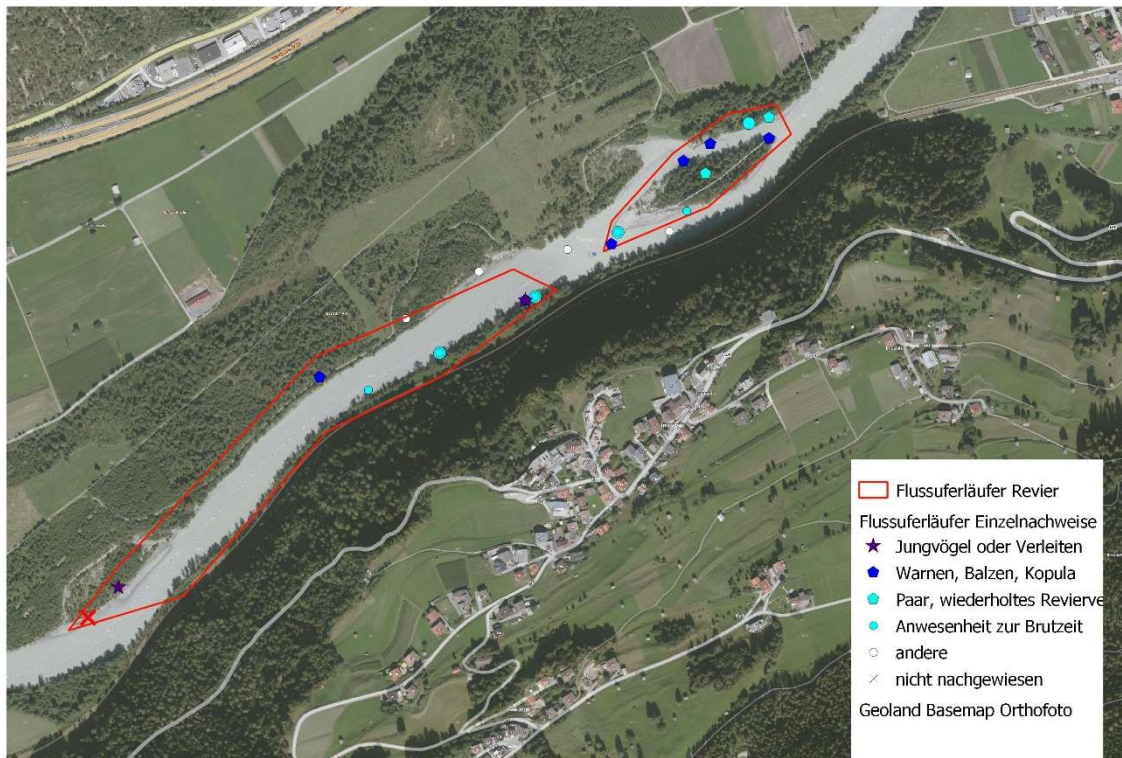 Flussuferläufer Revier
Flussuferläufer Einzelnachweise
Jungvögel oder Verleiten
Warnen, Balzen, Kopula
Paar, wiederholtes Revierve
Anwesenheit zur Brutzeit
andere
nicht nachgewiesen
Geoland Basemap Orthofoto